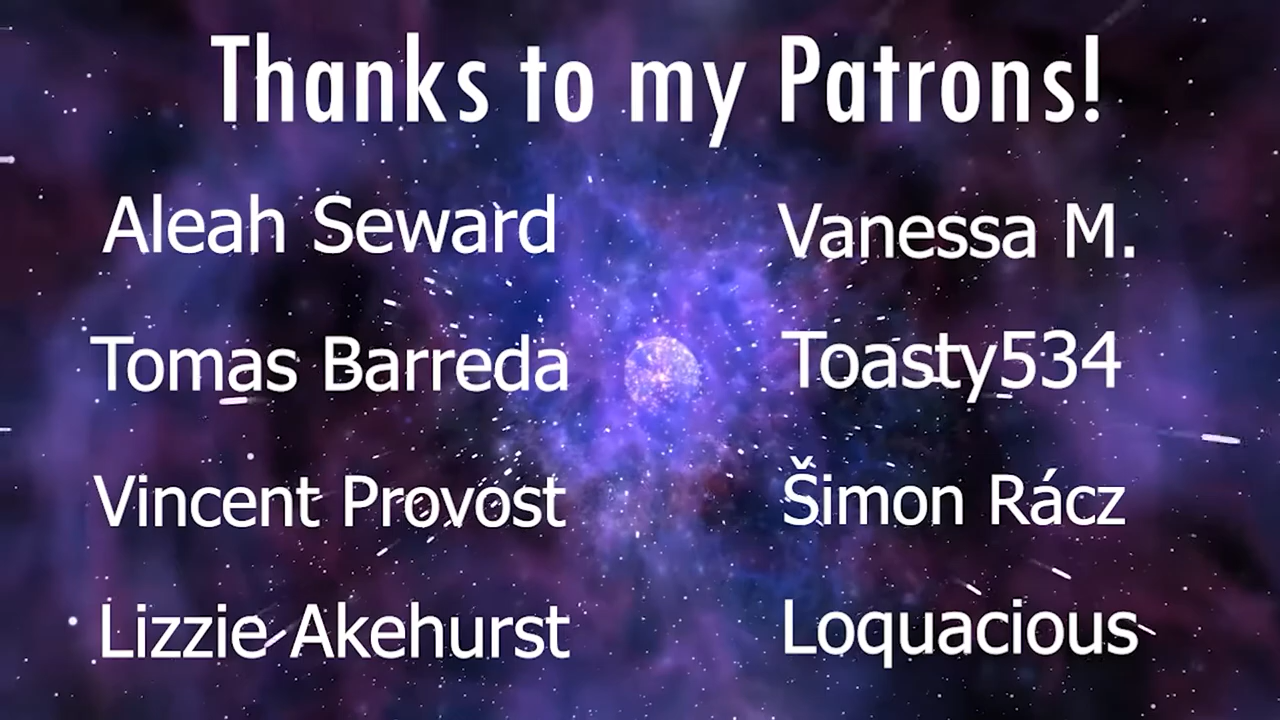 Thanks to my Patrons!
Aleah Seward
Vanessa M.
Tomas Barreda
Toasty534
Vincent Provost
Šimon Rácz
Lizzie Akehurst
Loquacious